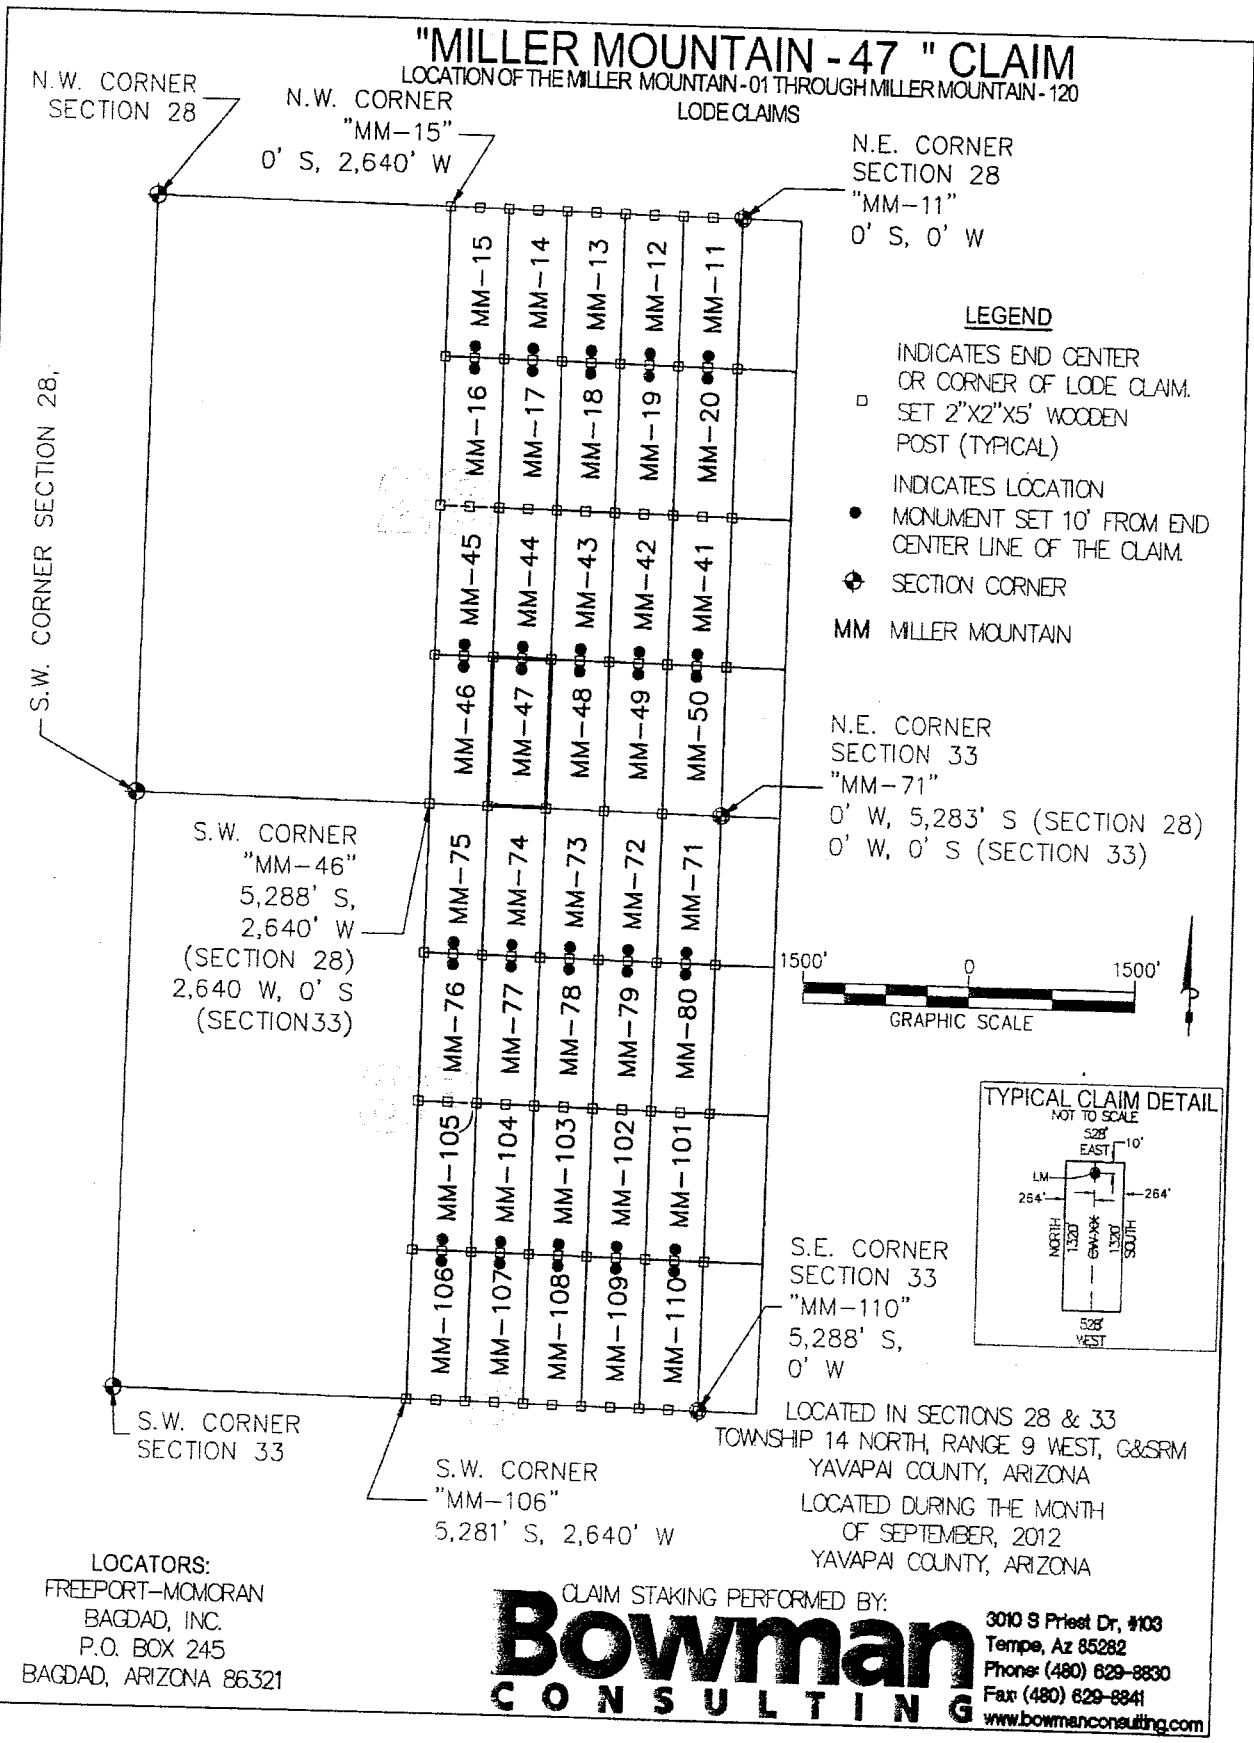 "MILLER MOUNTAIN - 47 " CLAIM
LOCATION OF THE MILLER MOUNTAIN - 01 THROUGH MILLER MOUNTAIN - 120
LODE CLAIMS
N.W. CORNER
SECTION 28
N.W. CORNER
"MM-15"
0' S, 2,640' W
N.E. CORNER
SECTION 28
"MM-11"
0' S, 0' W
MM-15
MM-14
MM-13
MM-12
MM-11
MM-16
MM-17
MM-18
MM-19
MM-20
MM-45
MM-44
MM-43
MM-42
MM-41
MM-46
MM-47
MM-48
MM-49
MM-50
MM-75
MM-74
MM-73
MM-72
MM-71
MM-76
MM-77
MM-78
MM-79
MM-80
MM-105
MM-104
MM-103
MM-102
MM-101
MM-106
MM-107
MM-108
MM-109
MM-110
LEGEND
INDICATES END CENTER
OR CORNER OF LODE CLAIM.
SET 2"X2"X5' WOODEN
POST (TYPICAL)
INDICATES LOCATION
MONUMENT SET 10' FROM END
CENTER LINE OF THE CLAIM.
SECTION CORNER
MM MILLER MOUNTAIN
S.W. CORNER SECTION 28,
N.E. CORNER
SECTION 33
"MM-71"
0' W, 5,283' S (SECTION 28)
0' W, 0' S (SECTION 33)
S.W. CORNER
"MM-46"
5,288' S,
2,640' W
(SECTION 28)
2,640 W, 0' S
(SECTION33)
1500' 0 1500'
GRAPHIC SCALE
TYPICAL CLAIM DETAIL
NOT TO SCALE
528'
EAST
10'
LM
264'
264'
NORTH
1320'
1320'
SOUTH
528'
WEST
S.E. CORNER
SECTION 33
"MM-110"
5,288' S,
0' W
S.W. CORNER
SECTION 33
S.W. CORNER
"MM-106"
5,281' S, 2,640' W
LOCATED IN SECTIONS 28 & 33
TOWNSHIP 14 NORTH, RANGE 9 WEST, G&SRM
YAVAPAI COUNTY, ARIZONA
LOCATED DURING THE MONTH
OF SEPTEMBER, 2012
YAVAPAI COUNTY, ARIZONA
LOCATORS:
FREEPORT-MCMORAN
BAGDAD, INC.
P.O. BOX 245
BAGDAD, ARIZONA 86321
CLAIM STAKING PERFORMED BY:
Bowman
CONSULTING
3010 S Priest Dr, #103
Tempe, Az 85282
Phone: (480) 629-8830
Fax: (480) 629-8841
www.bowmanconsulting.com